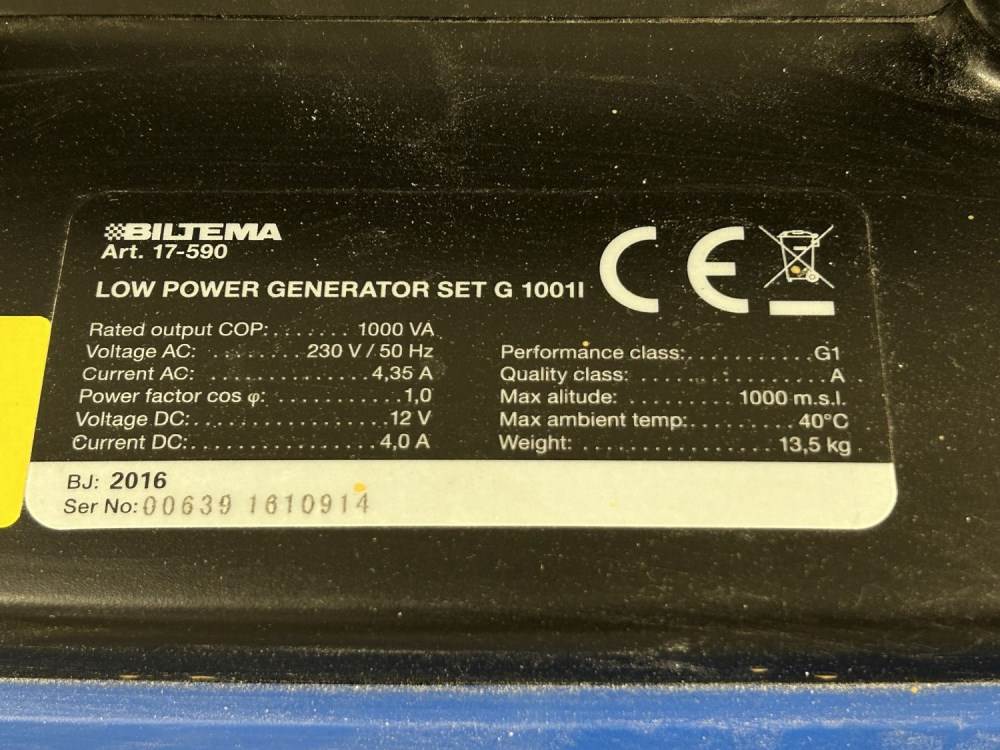 BILTEMA
Art. 17-590
LOW POWER GENERATOR SET G 1001I
Rated output COP: 1000 VA
Voltage AC: 230 V / 50 Hz
Current AC: 4,35 A
Power factor cos φ: 1,0
Voltage DC: 12 V
Current DC: 4,0 A
CE
Performance class: G1
Quality class: A
Max alitude: 1000 m.s.l.
Max ambient temp: 40°C
Weight: 13,5 kg
BJ: 2016
Ser No: 00639 1610914